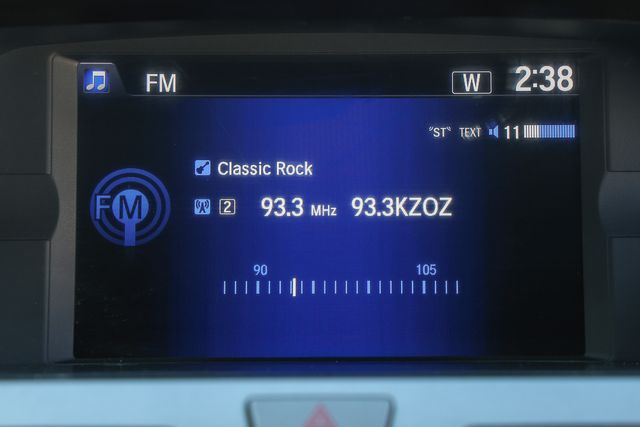 FM W 2:38
"ST" TEXT 11
Classic Rock
FM 2 93.3 MHz 93.3KZOZ
90 105